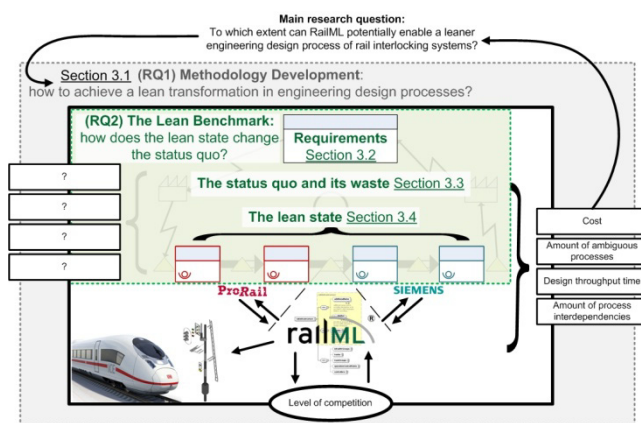 Main research question:
To which extent can RailML potentially enable a leaner
engineering design process of rail interlocking systems?
Section 3.1 (RQ1) Methodology Development:
how to achieve a lean transformation in engineering design processes?
(RQ2) The Lean Benchmark:
how does the lean state change
the status quo?
Requirements
Section 3.2
The status quo and its waste Section 3.3
The lean state Section 3.4
?
?
?
?
Cost
Amount of ambiguous
processes
Design throughput time
Amount of process
interdependencies
ProRail
SIEMENS
railML
®
Level of competition